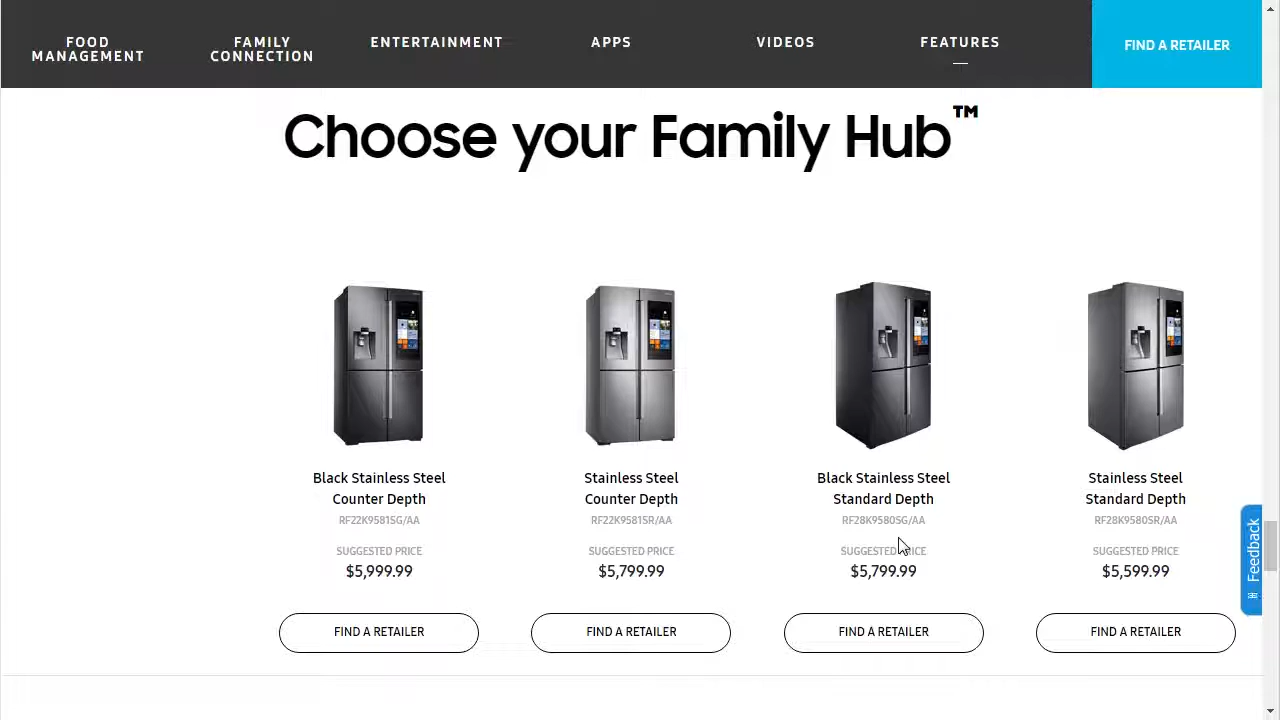 FOOD
MANAGEMENT
FAMILY
CONNECTION
ENTERTAINMENT
APPS
VIDEOS
FEATURES
FIND A RETAILER
Choose your Family Hub™
Black Stainless Steel
Counter Depth
RF22K9581SG/AA
SUGGESTED PRICE
$5,999.99
FIND A RETAILER
Stainless Steel
Counter Depth
RF22K9581SR/AA
SUGGESTED PRICE
$5,799.99
FIND A RETAILER
Black Stainless Steel
Standard Depth
RF28K9580SG/AA
SUGGESTED PRICE
$5,799.99
FIND A RETAILER
Stainless Steel
Standard Depth
RF28K9580SR/AA
SUGGESTED PRICE
$5,599.99
FIND A RETAILER
Feedback